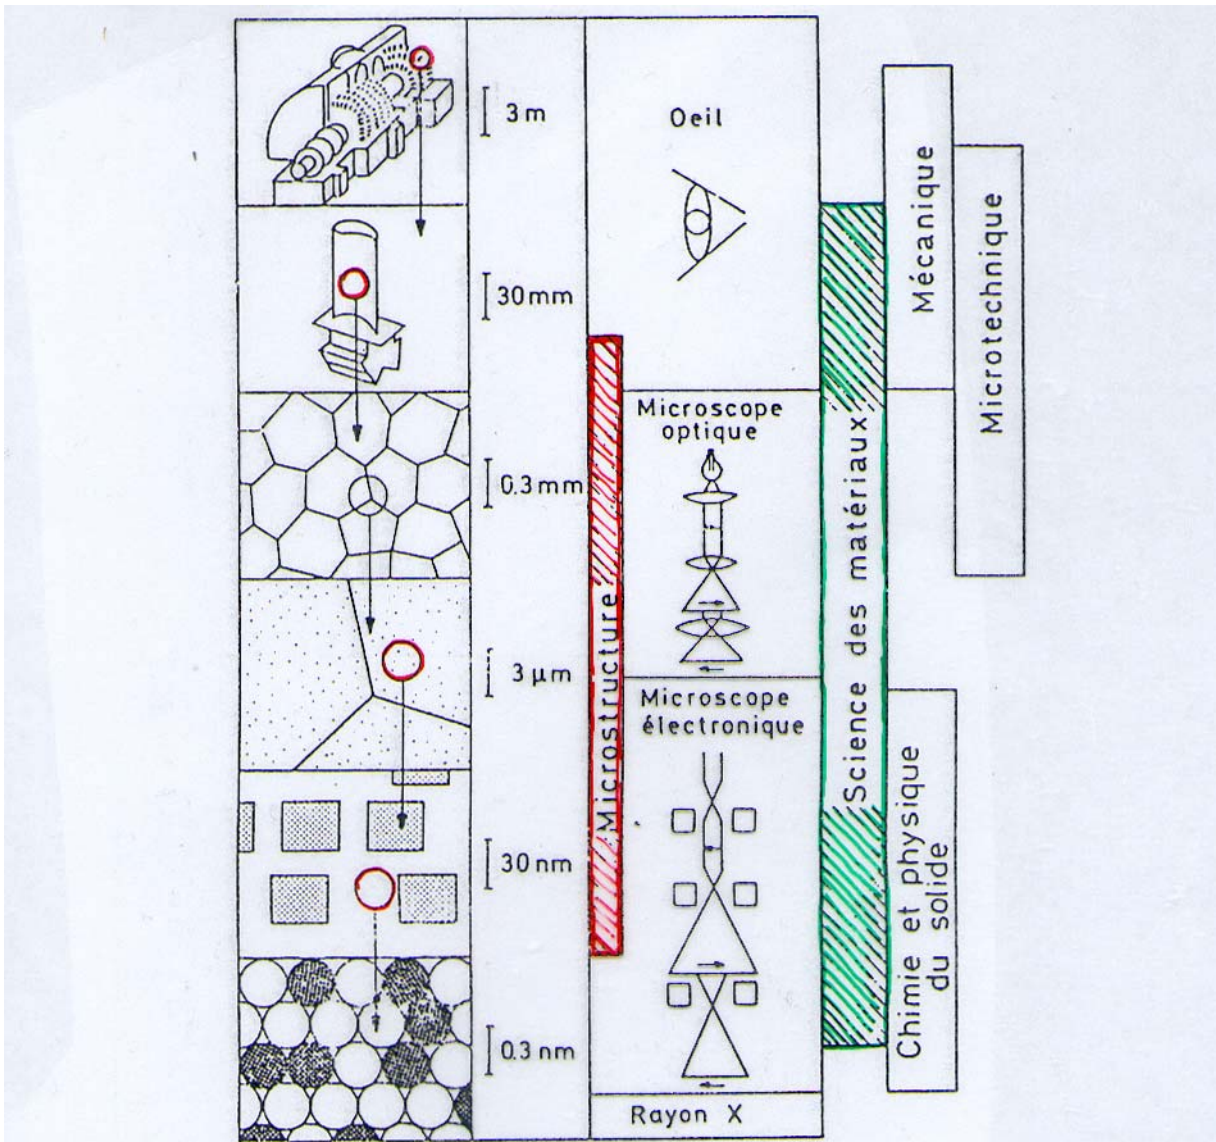 3 m
30 mm
0.3 mm
3 µm
30 nm
0.3 nm
Microstructure
Oeil
Microscope
optique
Microscope
électronique
Rayon X
Science des matériaux
Mécanique
Chimie et physique
du solide
Microtechnique